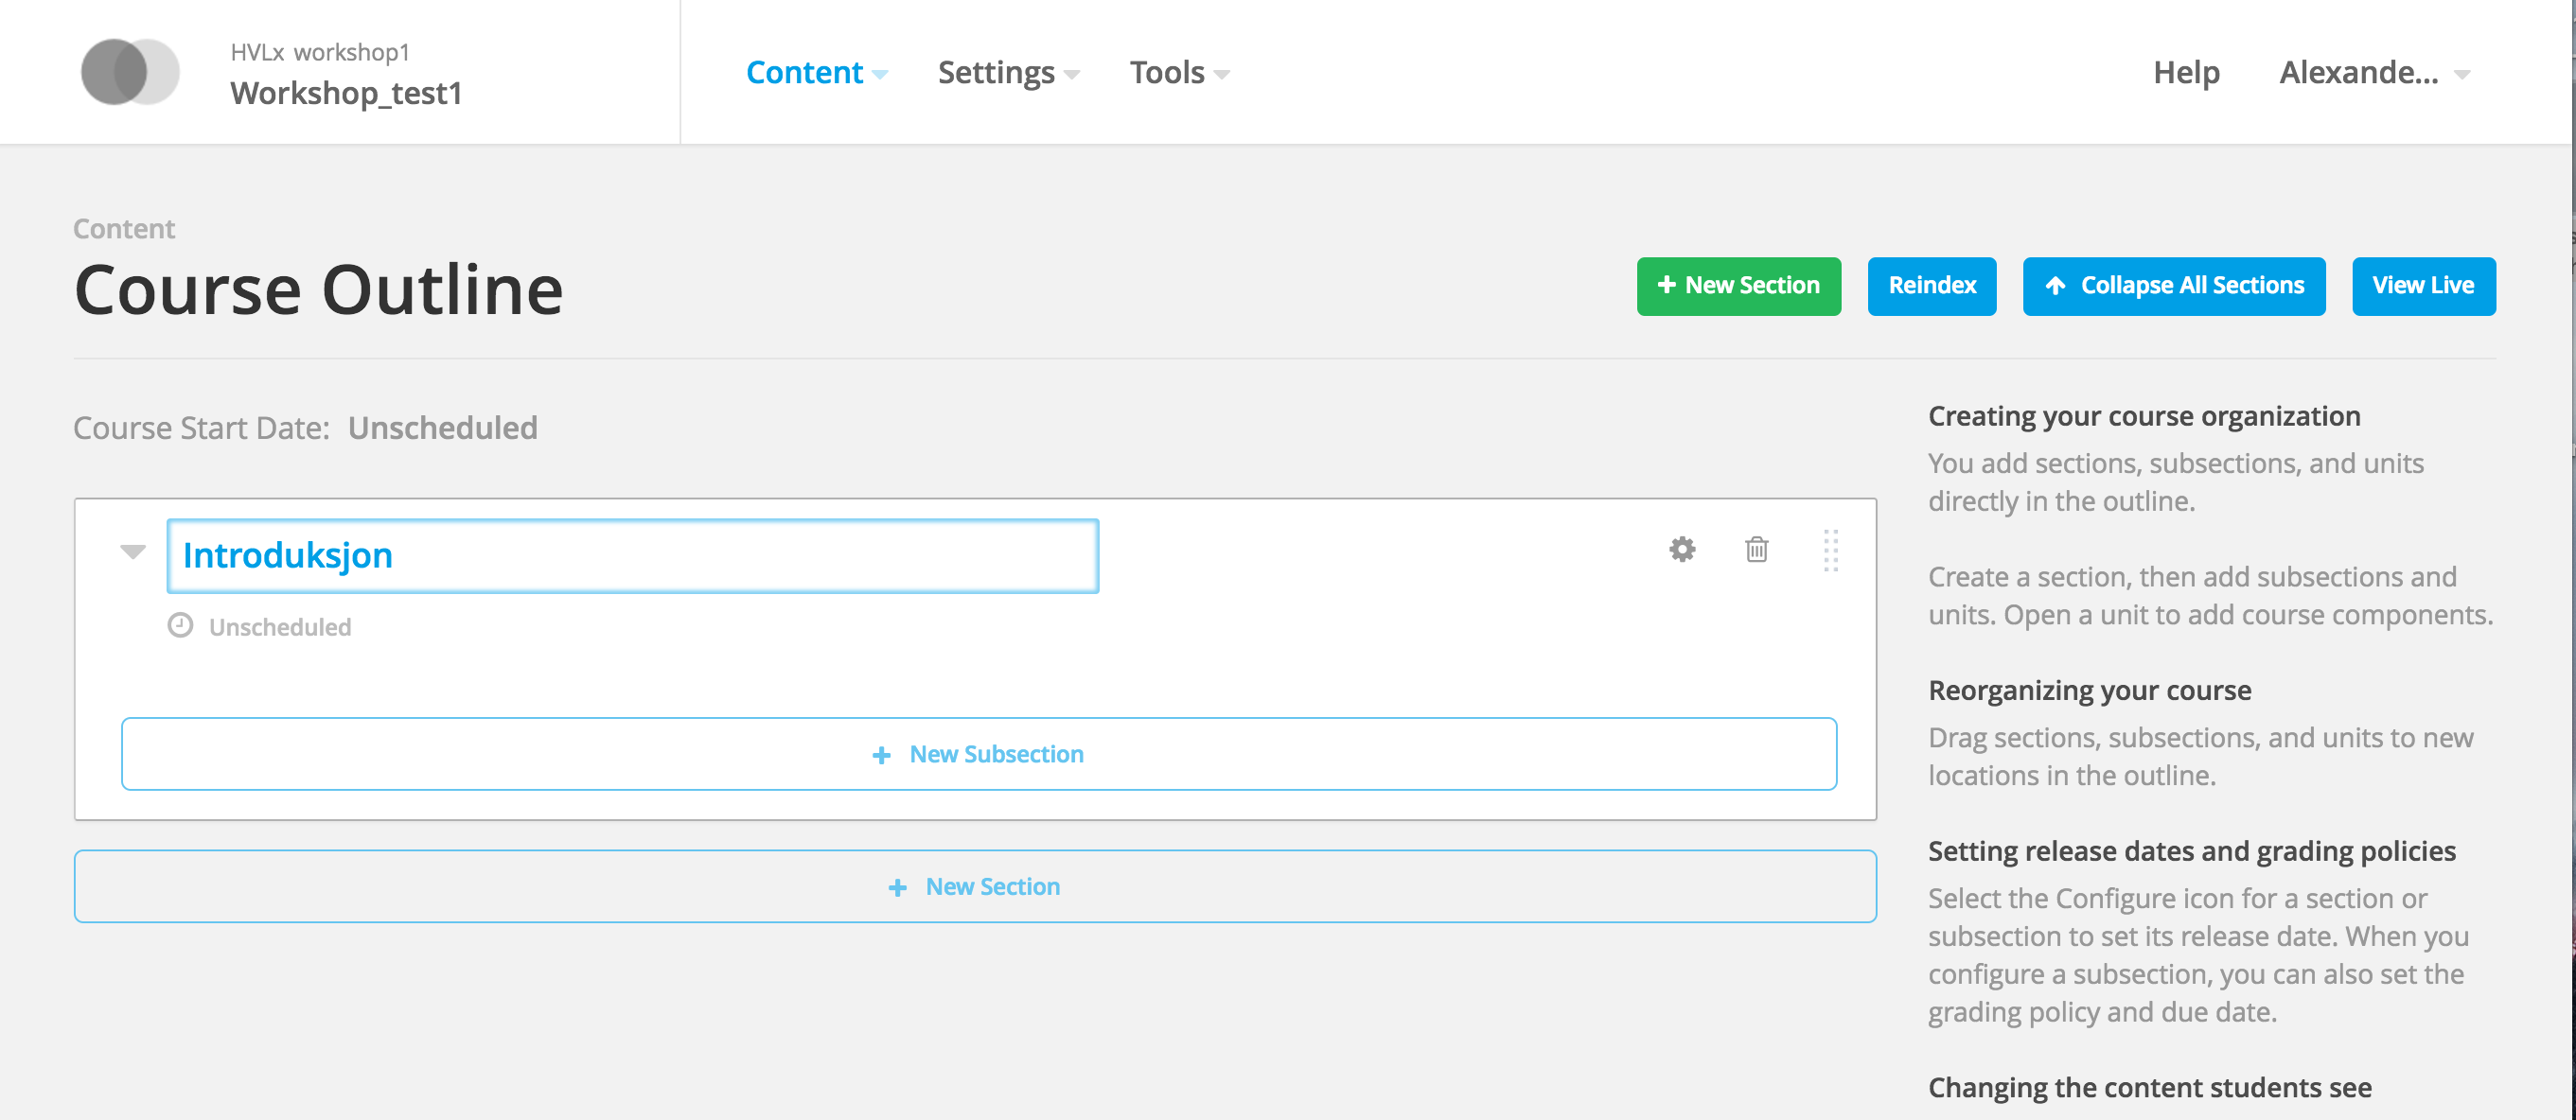 HVLx workshop1
Workshop_test1
Content
Settings
Tools
Help
Alexande...
Content
Course Outline
New Section
Reindex
Collapse All Sections
View Live
Course Start Date: Unscheduled
Introduksjon
Unscheduled
New Subsection
New Section
Creating your course organization
You add sections, subsections, and units
directly in the outline.
Create a section, then add subsections and
units. Open a unit to add course components.
Reorganizing your course
Drag sections, subsections, and units to new
locations in the outline.
Setting release dates and grading policies
Select the Configure icon for a section or
subsection to set its release date. When you
configure a subsection, you can also set the
grading policy and due date.
Changing the content students see